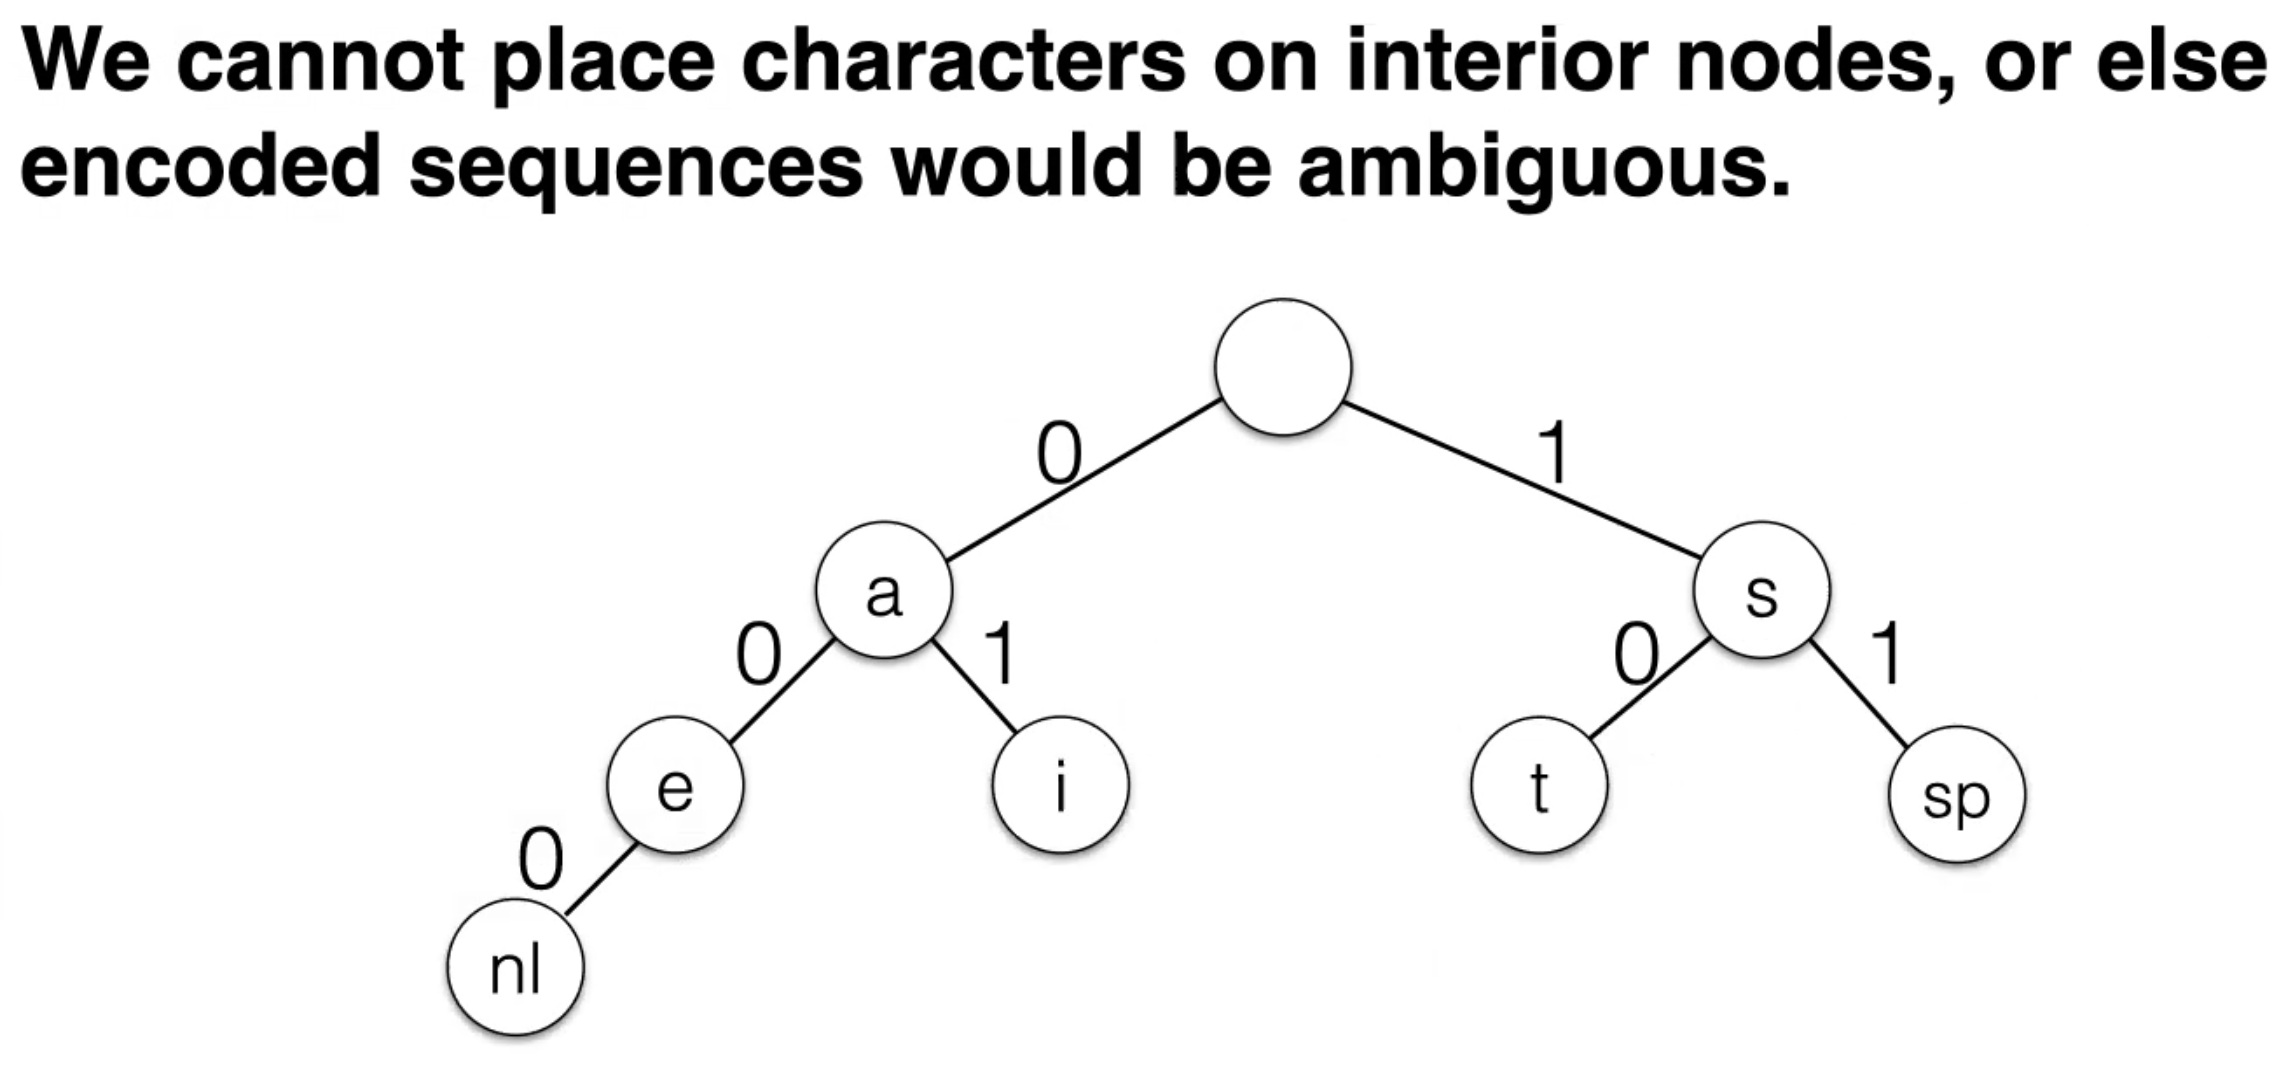 We cannot place characters on interior nodes, or else
encoded sequences would be ambiguous.
0
1
a
s
0
1
0
1
e
i
t
sp
0
nl